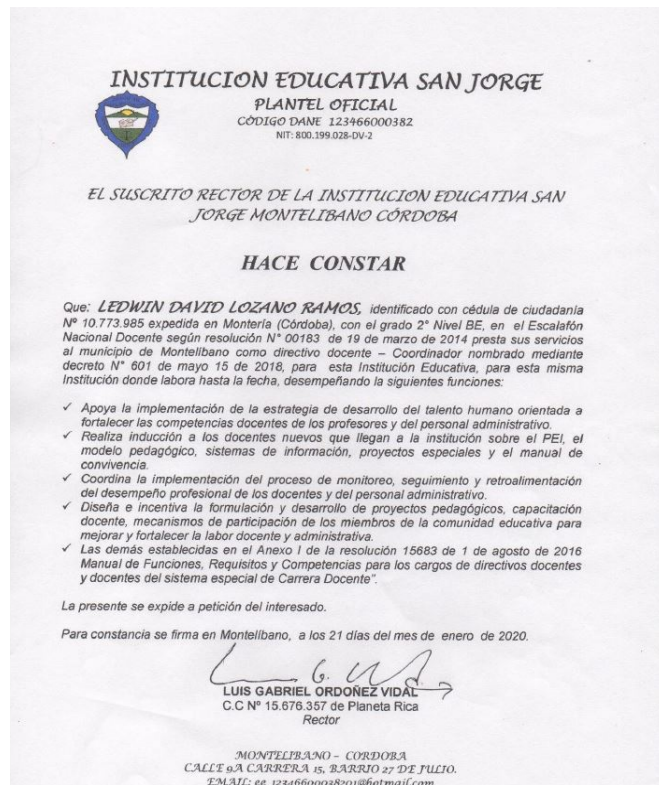 INSTITUCION EDUCATIVA SAN JORGE
PLANTEL OFICIAL
CÓDIGO DANE 123466000382
NIT: 800.199.028-DV-2
EL SUSCRITO RECTOR DE LA INSTITUCION EDUCATIVA SAN
JORGE MONTELIBANO CÓRDOBA
HACE CONSTAR
Que: LEDWIN DAVID LOZANO RAMOS, identificado con cédula de ciudadanía
Nº 10.773.985 expedida en Montería (Córdoba), con el grado 2° Nivel BE, en el Escalafón
Nacional Docente según resolución N° 00183 de 19 de marzo de 2014 presta sus servicios
al municipio de Montelíbano como directivo docente – Coordinador nombrado mediante
decreto N° 601 de mayo 15 de 2018, para esta Institución Educativa, para esta misma
Institución donde labora hasta la fecha, desempeñando la siguientes funciones:
✓ Apoya la implementación de la estrategia de desarrollo del talento humano orientada a
fortalecer las competencias docentes de los profesores y del personal administrativo.
✓ Realiza inducción a los docentes nuevos que llegan a la institución sobre el PEI, el
modelo pedagógico, sistemas de información, proyectos especiales y el manual de
convivencia.
✓ Coordina la implementación del proceso de monitoreo, seguimiento y retroalimentación
del desempeño profesional de los docentes y del personal administrativo.
✓ Diseña e incentiva la formulación y desarrollo de proyectos pedagógicos, capacitación
docente, mecanismos de participación de los miembros de la comunidad educativa para
mejorar y fortalecer la labor docente y administrativa.
✓ Las demás establecidas en el Anexo I de la resolución 15683 de 1 de agosto de 2016
Manual de Funciones, Requisitos y Competencias para los cargos de directivos docentes
y docentes del sistema especial de Carrera Docente".
La presente se expide a petición del interesado.
Para constancia se firma en Montelíbano, a los 21 días del mes de enero de 2020.
LUIS GABRIEL ORDOÑEZ VIDAL
C.C Nº 15.676.357 de Planeta Rica
Rector
MONTELIBANO – CORDOBA
CALLE 9A CARRERA 15, BARRIO 27 DE JULIO.
EMAIL: ee_12346600038201@hotmail.com